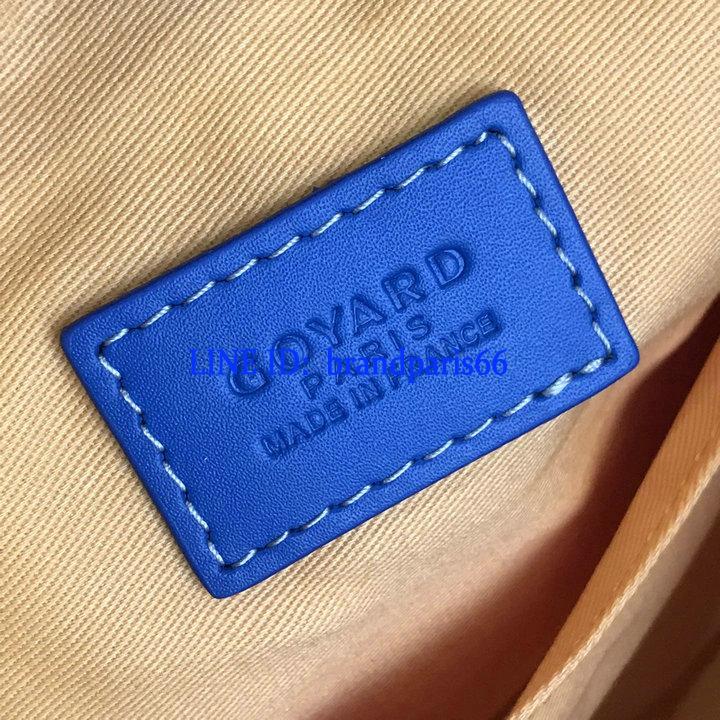 GOYARD
PARIS
MADE IN FRANCE
LINE ID: brandparis66